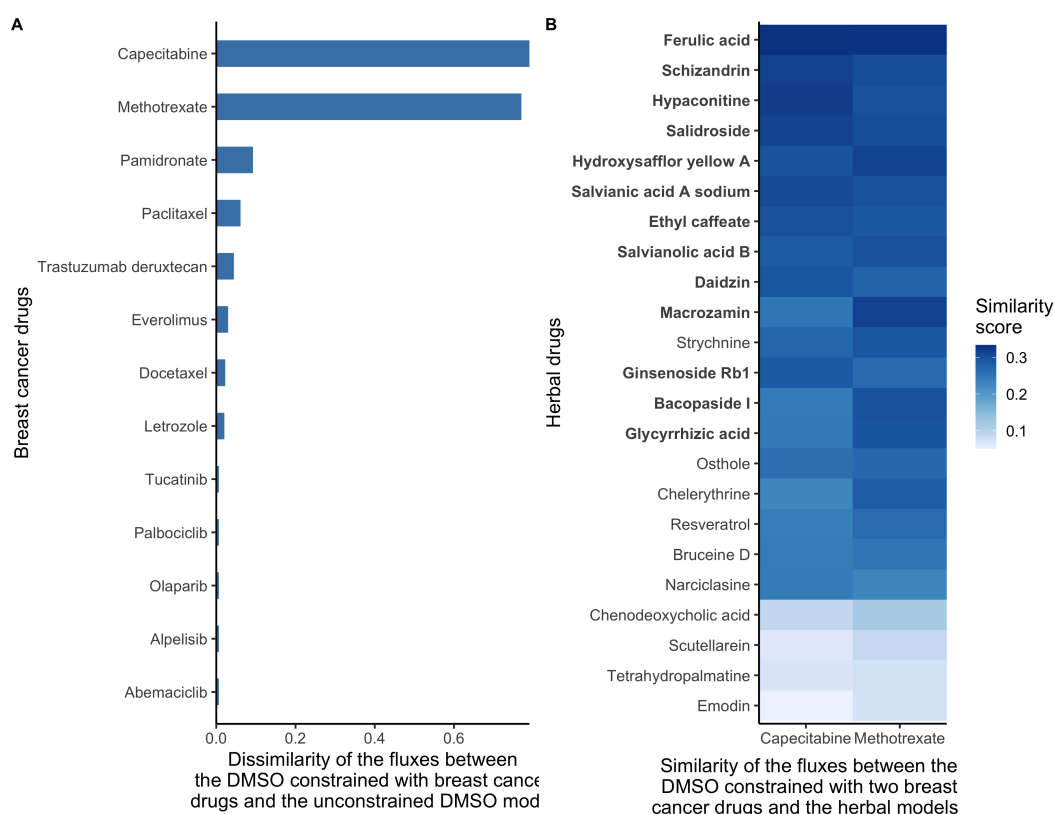 A
Breast cancer drugs
Capecitabine
Methotrexate
Pamidronate
Paclitaxel
Trastuzumab deruxtecan
Everolimus
Docetaxel
Letrozole
Tucatinib
Palbociclib
Olaparib
Alpelisib
Abemaciclib
0.0 0.2 0.4 0.6
Dissimilarity of the fluxes between
the DMSO constrained with breast cance
drugs and the unconstrained DMSO mod
B
Herbal drugs
Ferulic acid
Schizandrin
Hypaconitine
Salidroside
Hydroxysafflor yellow A
Salvianic acid A sodium
Ethyl caffeate
Salvianolic acid B
Daidzin
Macrozamin
Strychnine
Ginsenoside Rb1
Bacopaside I
Glycyrrhizic acid
Osthole
Chelerythrine
Resveratrol
Bruceine D
Narciclasine
Chenodeoxycholic acid
Scutellarein
Tetrahydropalmatine
Emodin
Capecitabine Methotrexate
Similarity of the fluxes between the
DMSO constrained with two breast
cancer drugs and the herbal models
Similarity
score
0.3
0.2
0.1